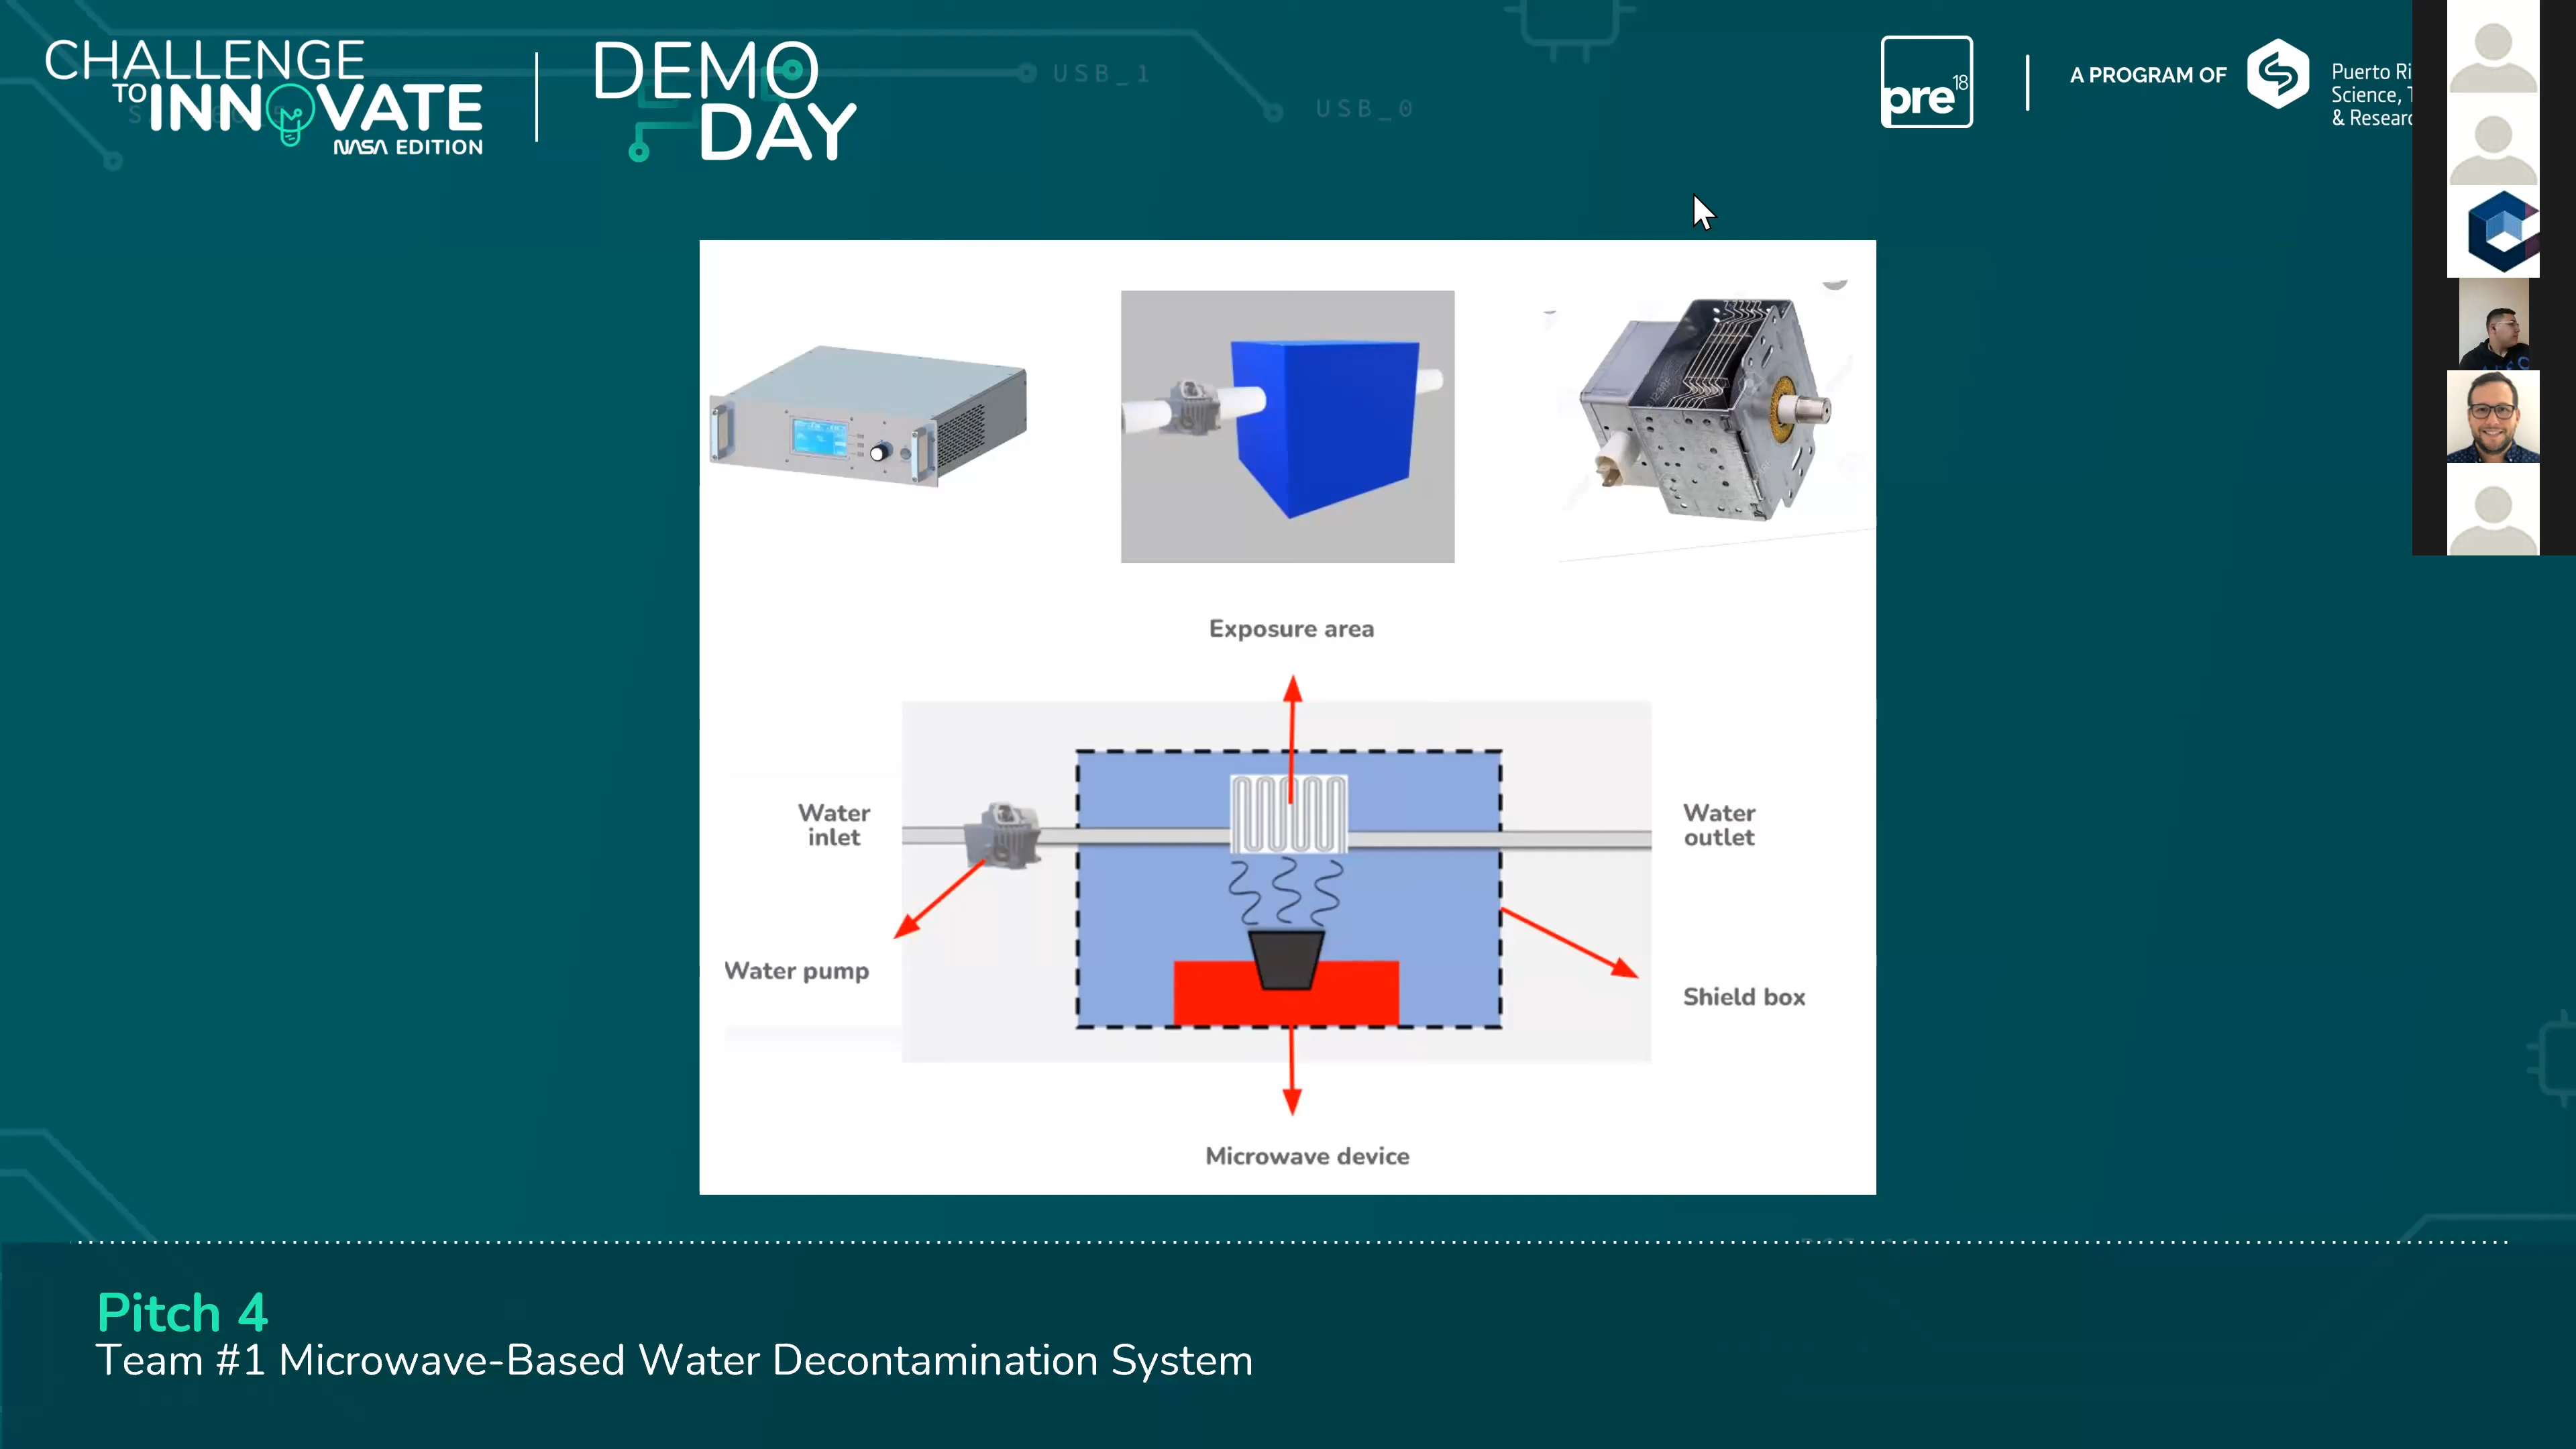 CHALLENGE
TO INNOVATE
NASA EDITION
DEMO
DAY
USB_1
USB_0
pre18
A PROGRAM OF
Puerto Ri
Science, T
& Researc
Exposure area
Water
inlet
Water
outlet
Water pump
Shield box
Microwave device
Pitch 4
Team #1 Microwave-Based Water Decontamination System